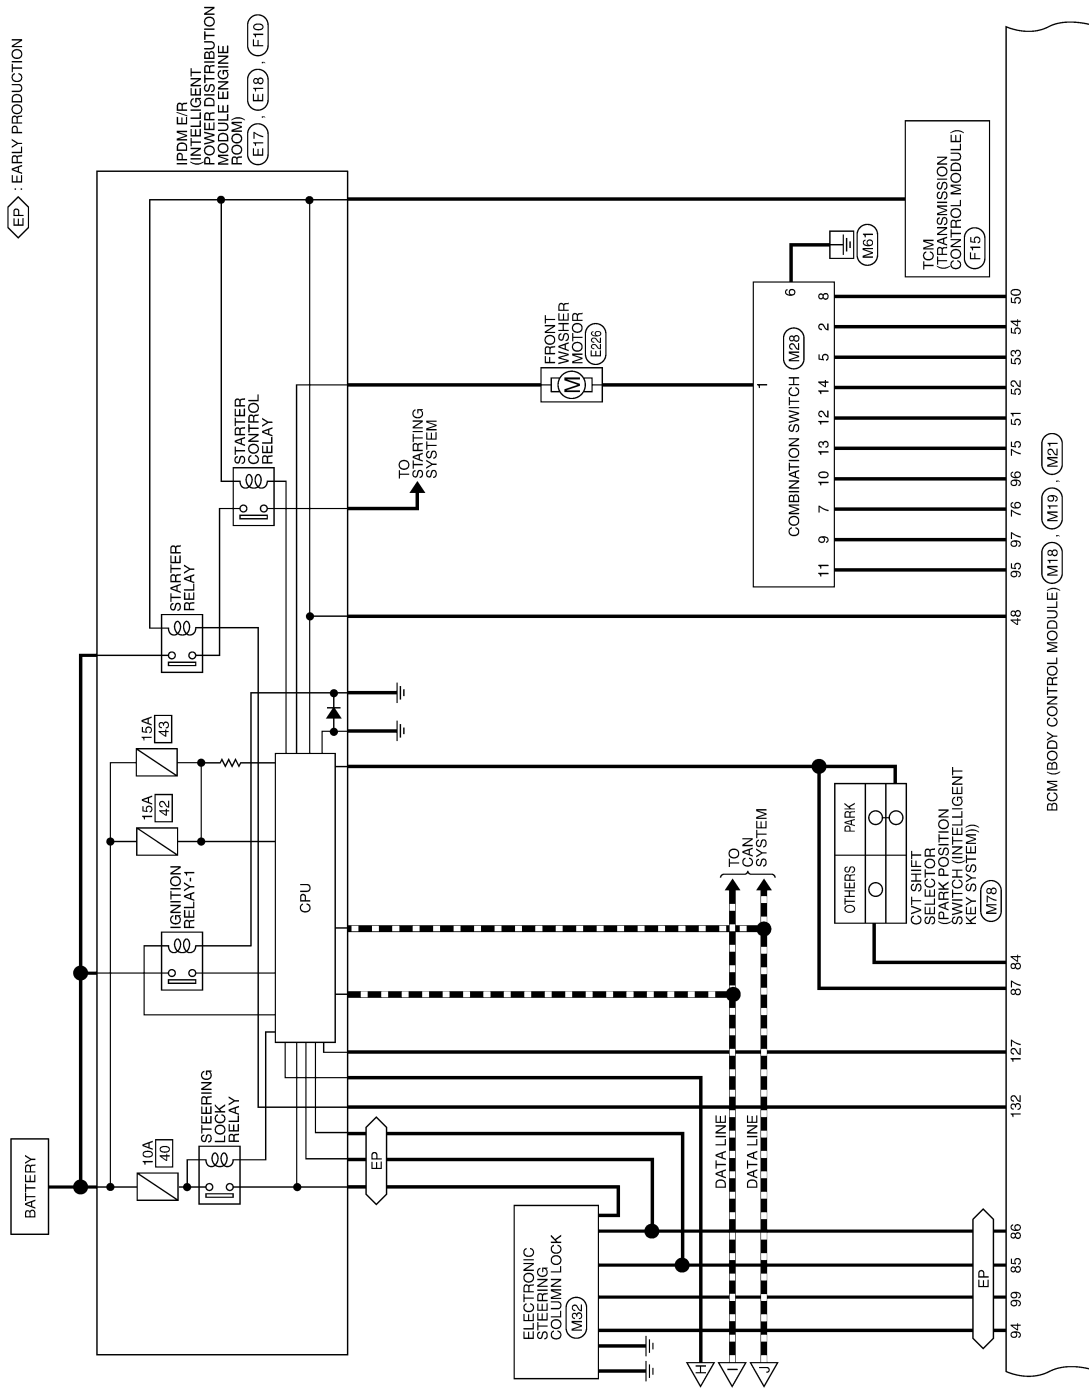 EP : EARLY PRODUCTION
IPDM E/R
(INTELLIGENT
POWER DISTRIBUTION
MODULE ENGINE
ROOM)
E17 , E18 , F10
BATTERY
10A
40
STEERING
LOCK
RELAY
IGNITION
RELAY-1
15A
42
15A
43
STARTER
RELAY
STARTER
CONTROL
RELAY
CPU
EP
TO
STARTING
SYSTEM
FRONT
WASHER
MOTOR
E226
M
ELECTRONIC
STEERING
COLUMN LOCK
M32
DATA LINE
DATA LINE
H
I
J
TO
CAN
SYSTEM
OTHERS
PARK
CVT SHIFT
SELECTOR
(PARK POSITION
SWITCH (INTELLIGENT
KEY SYSTEM))
M78
1
COMBINATION SWITCH M28
6
M61
11 9 7 10 13 12 14 5 2 8
TCM
(TRANSMISSION
CONTROL MODULE)
F15
EP
94 99 85 86 132 127 87 84 48 95 97 76 96 75 51 52 53 54 50
BCM (BODY CONTROL MODULE) M18 , M19 , M21